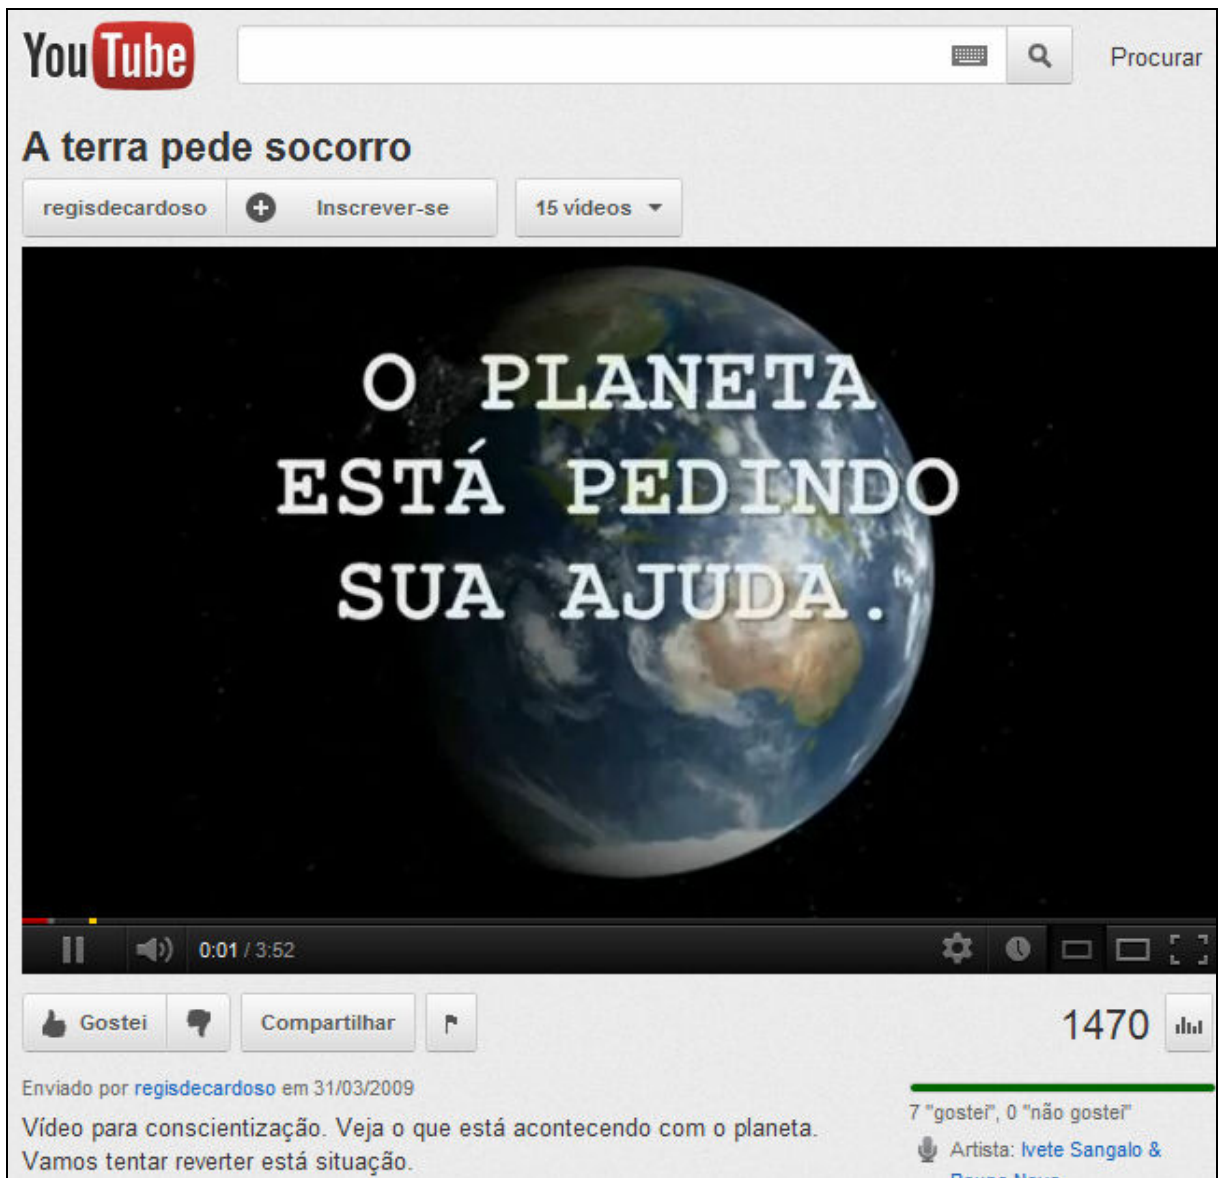 YouTube
Procurar
A terra pede socorro
regisdecardoso Inscrever-se 15 vídeos
O PLANETA
ESTÁ PEDINDO
SUA AJUDA.
0:01 / 3:52
Gostei Compartilhar 1470
Enviado por regisdecardoso em 31/03/2009
7 "gostei", 0 "não gostei"
Vídeo para conscientização. Veja o que está acontecendo com o planeta.
Vamos tentar reverter está situação.
Artista: Ivete Sangalo &